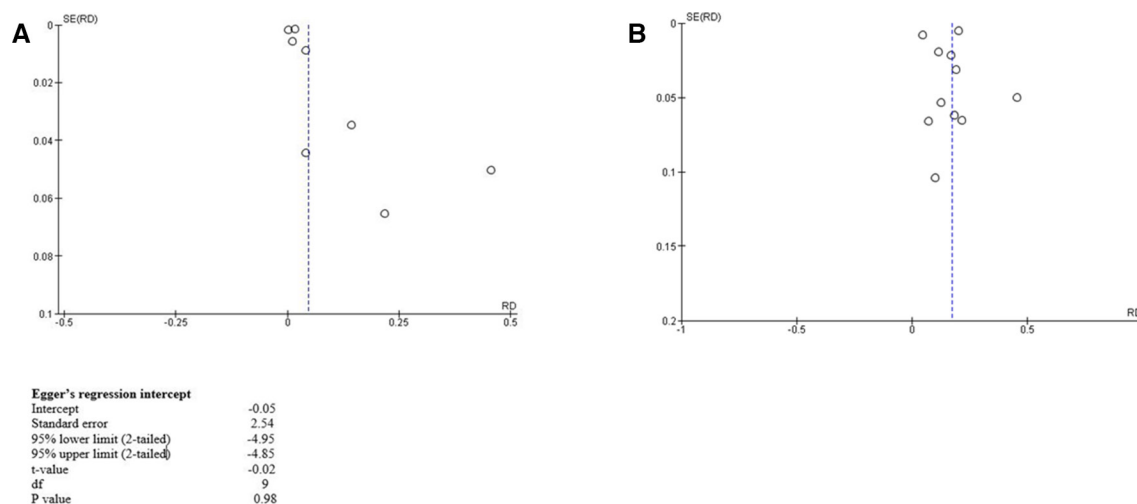 A
SE(RD)
0
0.02
0.04
0.06
0.08
0.1
-0.5
-0.25
0
0.25
0.5
RD
B
SE(RD)
0
0.05
0.1
0.15
0.2
-1
-0.5
0
0.5
RD
Egger's regression intercept
Intercept -0.05
Standard error 2.54
95% lower limit (2-tailed) -4.95
95% upper limit (2-tailed) -4.85
t-value -0.02
df 9
P value 0.98